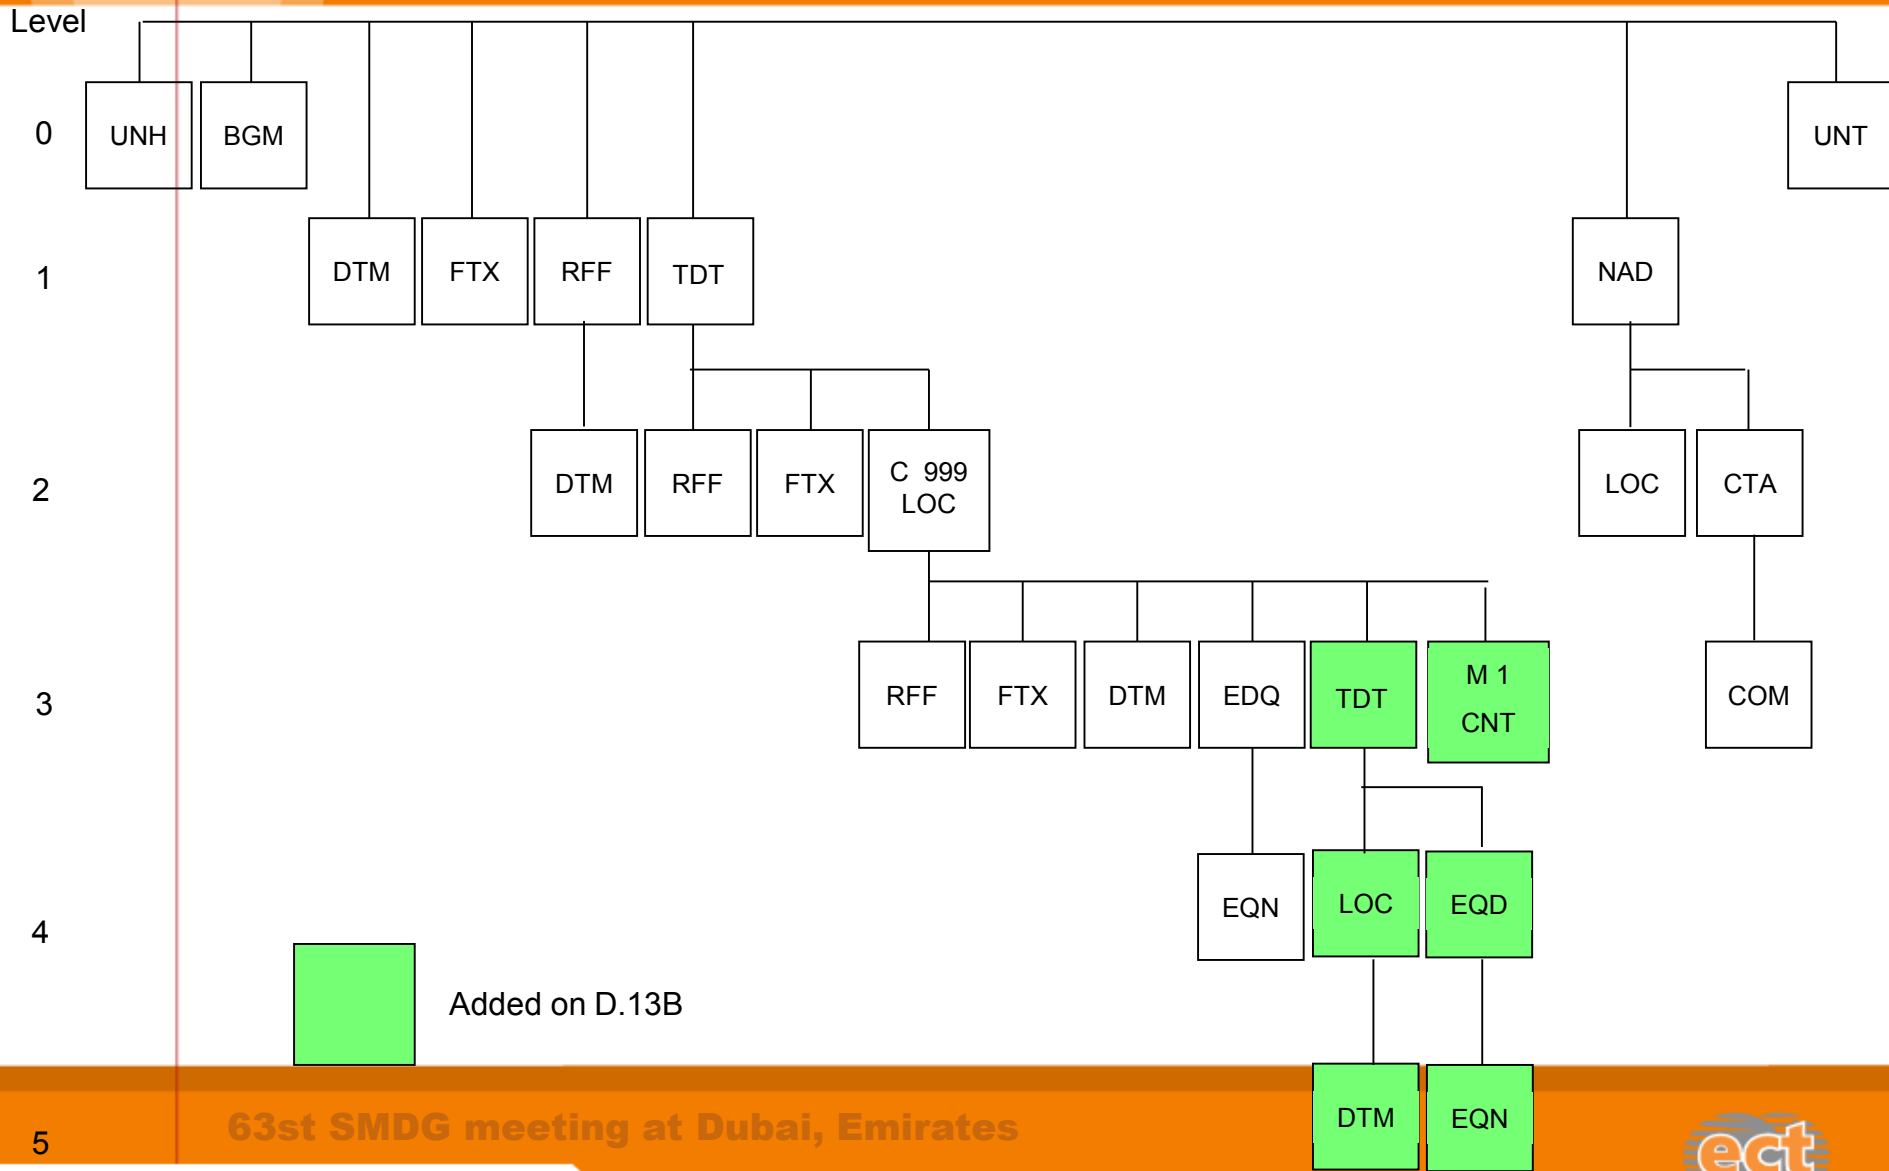 Level
0
UNH
BGM
UNT
1
DTM
FTX
RFF
TDT
NAD
2
DTM
RFF
FTX
C 999
LOC
LOC
CTA
3
RFF
FTX
DTM
EDQ
TDT
M 1
CNT
COM
4
EQN
LOC
EQD
Added on D.13B
5
63st SMDG meeting at Dubai, Emirates
DTM
EQN
ect